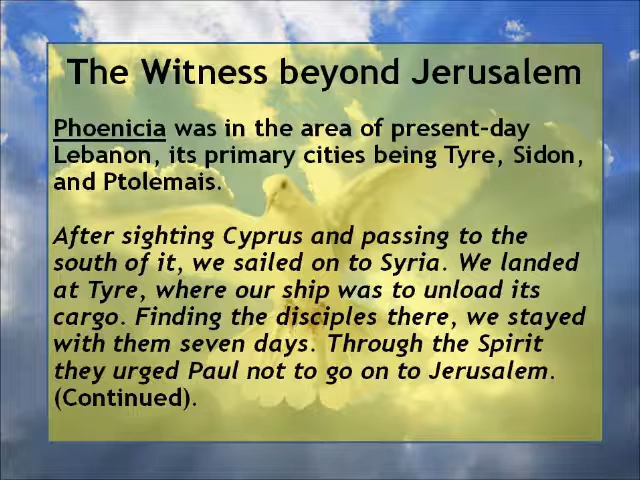 The Witness beyond Jerusalem
Phoenicia was in the area of present-day
Lebanon, its primary cities being Tyre, Sidon,
and Ptolemais.
After sighting Cyprus and passing to the
south of it, we sailed on to Syria. We landed
at Tyre, where our ship was to unload its
cargo. Finding the disciples there, we stayed
with them seven days. Through the Spirit
they urged Paul not to go on to Jerusalem.
(Continued).